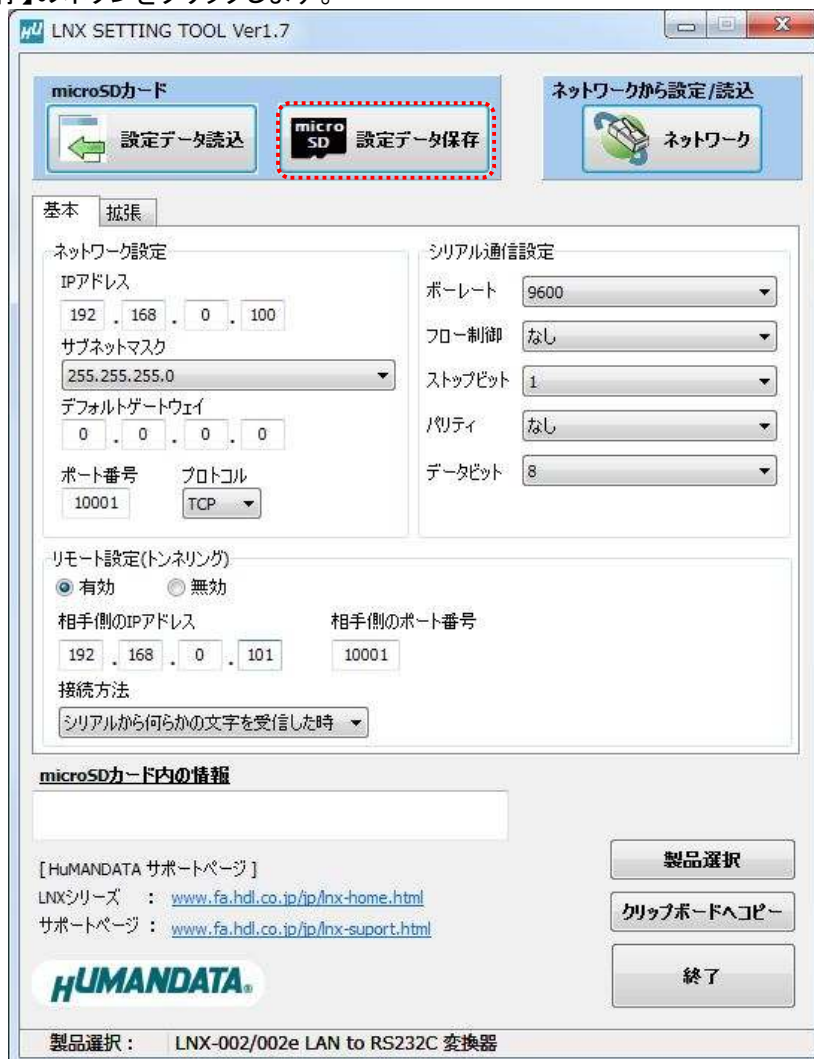 】のボタンをクリックします。
LNX SETTING TOOL Ver1.7
microSDカード
ネットワークから設定/読込
設定データ読込
micro SD
設定データ保存
ネットワーク
基本
拡張
ネットワーク設定
IPアドレス
192 . 168 . 0 . 100
サブネットマスク
255.255.255.0
デフォルトゲートウェイ
0 . 0 . 0 . 0
ポート番号 プロトコル
10001 TCP
シリアル通信設定
ボーレート 9600
フロー制御 なし
ストップビット 1
パリティ なし
データビット 8
リモート設定(トンネリング)
有効 無効
相手側のIPアドレス 相手側のポート番号
192 . 168 . 0 . 101 10001
接続方法
シリアルから何らかの文字を受信した時
microSDカード内の情報
[HuMANDATA サポートページ]
LNXシリーズ : www.fa.hdl.co.jp/jp/lnx-home.html
サポートページ : www.fa.hdl.co.jp/jp/lnx-suport.html
製品選択
クリップボードへコピー
終了
HUMANDATA®
製品選択 : LNX-002/002e LAN to RS232C 変換器